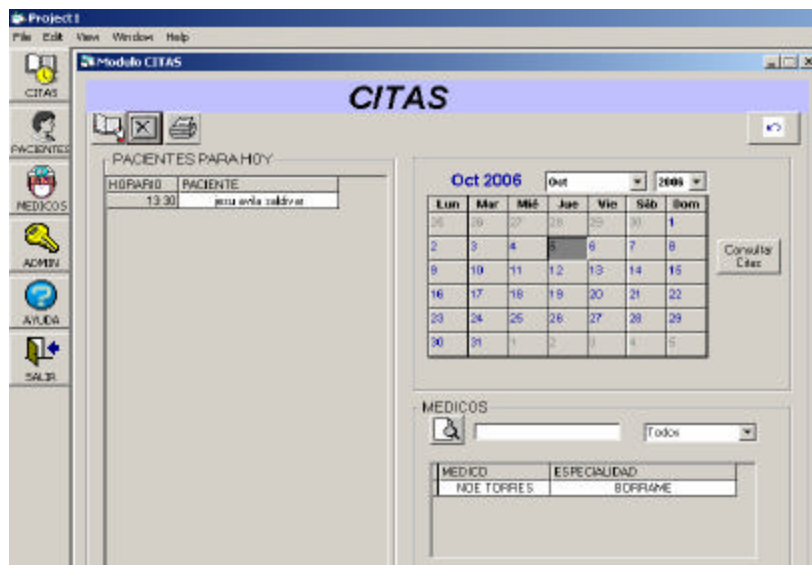 Project1
File Edit View Window Help
Modulo CITAS
CITAS
CITAS
PACIENTES
MEDICOS
ADMIN
AYUDA
SALIR
PACIENTES PARA HOY
HORARIO PACIENTE
13:30 avila zaldivar
Oct 2006 Oct 2006
Lun Mar Mié Jue Vie Sáb Dom
25 26 27 28 29 30 1
2 3 4 5 6 7 8
9 10 11 12 13 14 15
16 17 18 19 20 21 22
23 24 25 26 27 28 29
30 31 1 2 3 4 5
Consultar
Citas
MEDICOS
Todos
MEDICO ESPECIALIDAD
NOE TORRES BORRAME